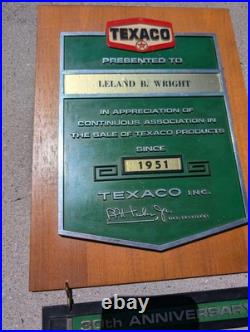 TEXACO
PRESENTED TO
LELAND B. WRIGHT
IN APPRECIATION OF
CONTINUOUS ASSOCIATION IN
THE SALE OF TEXACO PRODUCTS
SINCE
1951
TEXACO INC.
30th ANNIVERSARY